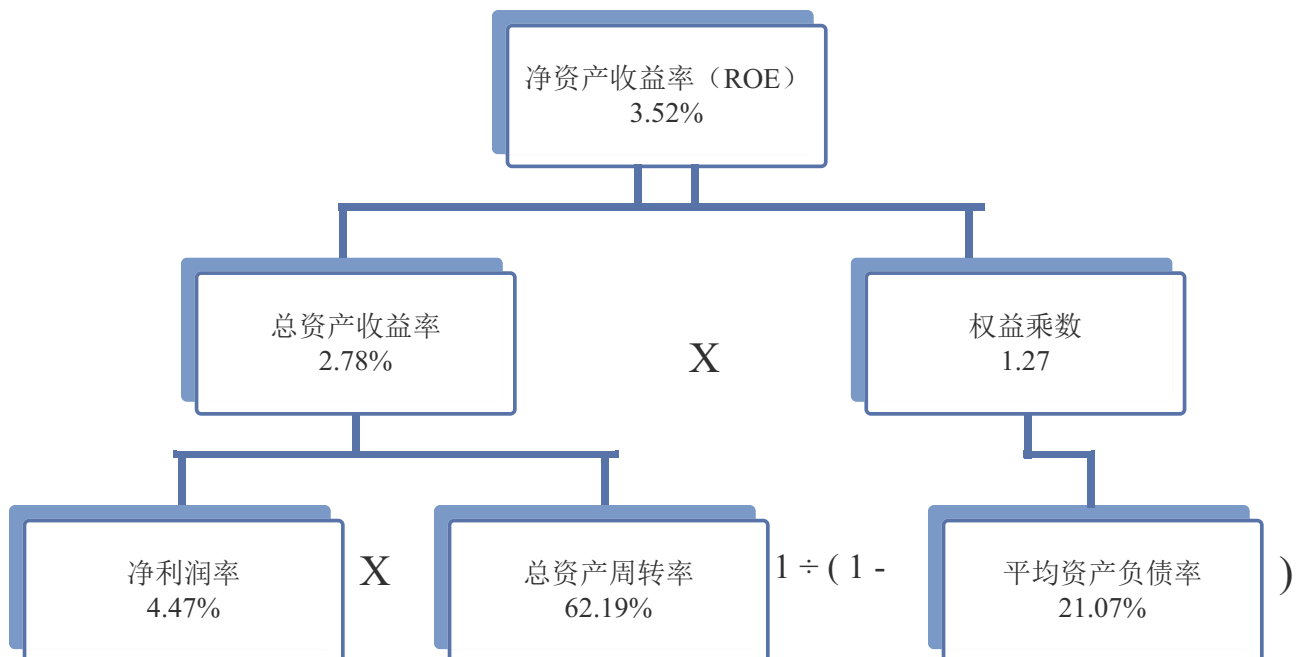 净资产收益率（ROE）
3.52%
总资产收益率
2.78%
X
权益乘数
1.27
净利润率
4.47%
X
总资产周转率
62.19%
1 ÷ ( 1 -
平均资产负债率
21.07%
)